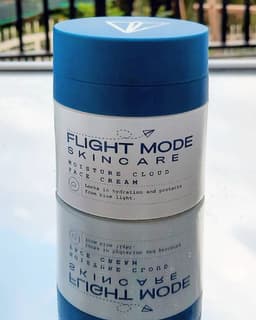 FLIGHT MODE
SKINCARE
MOISTURE CLOUD
FACE CREAM
Locks in hydration and protects
from blue light.